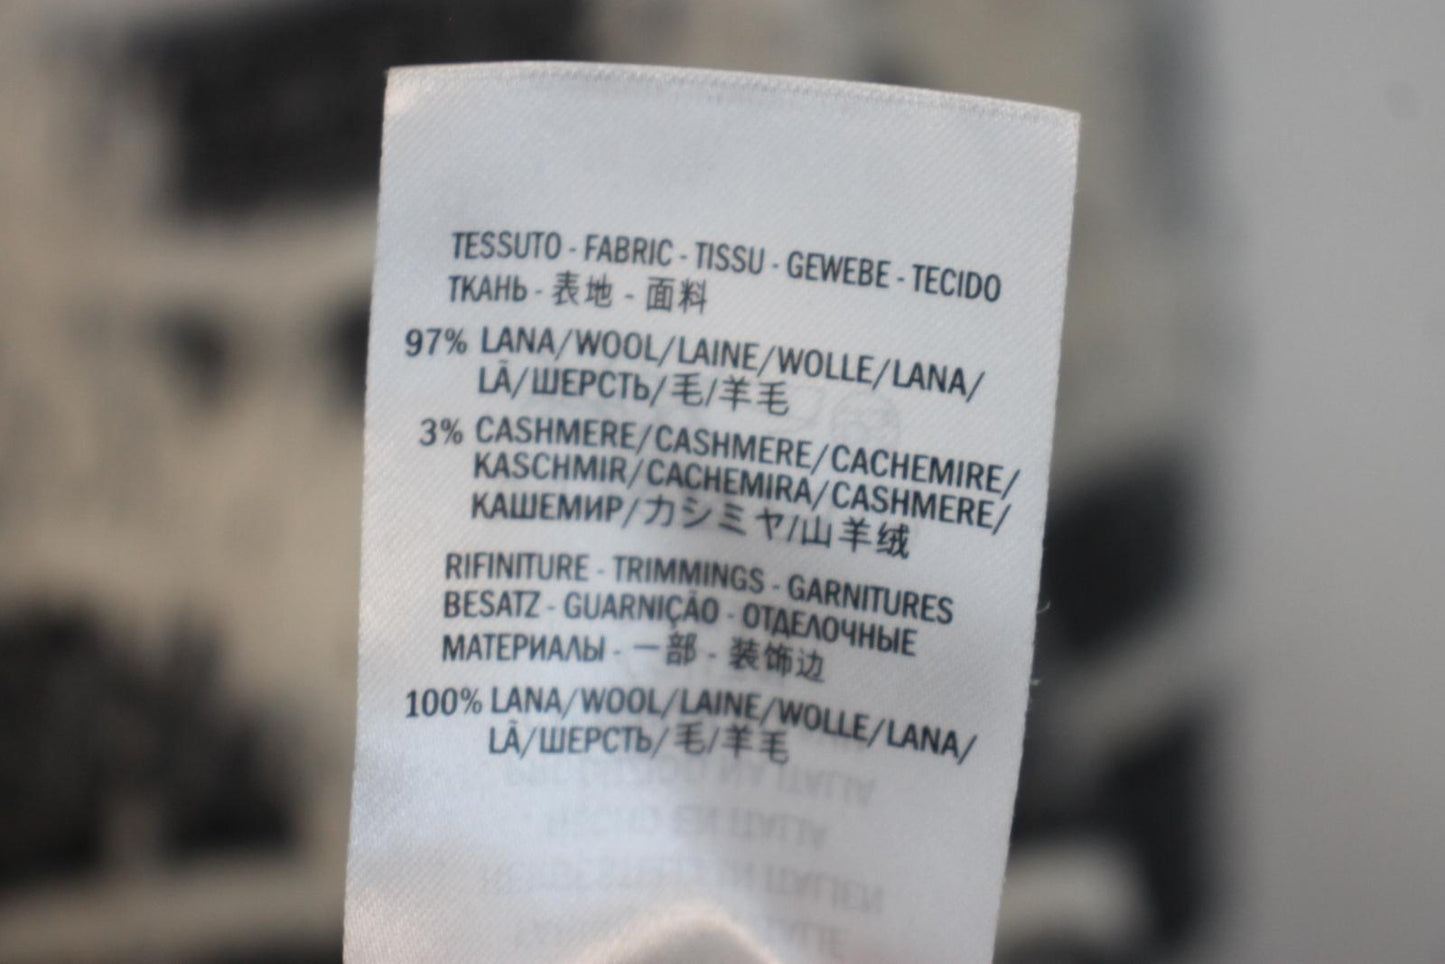 TESSUTO - FABRIC - TISSU - GEWEBE - TECIDO
ТКАНЬ - 表地 - 面料
97% LANA/WOOL/LAINE/WOLLE/LANA/
LÃ/ШЕРСТЬ/毛/羊毛
3% CASHMERE/CASHMERE/CACHEMIRE/
KASCHMIR/CACHEMIRA/CASHMERE/
КАШЕМИР/カシミヤ/山羊绒
RIFINITURE - TRIMMINGS - GARNITURES
BESATZ - GUARNIÇÃO - ОТДЕЛОЧНЫЕ
МАТЕРИАЛЫ - 一部 - 装饰边
100% LANA/WOOL/LAINE/WOLLE/LANA/
LÃ/ШЕРСТЬ/毛/羊毛